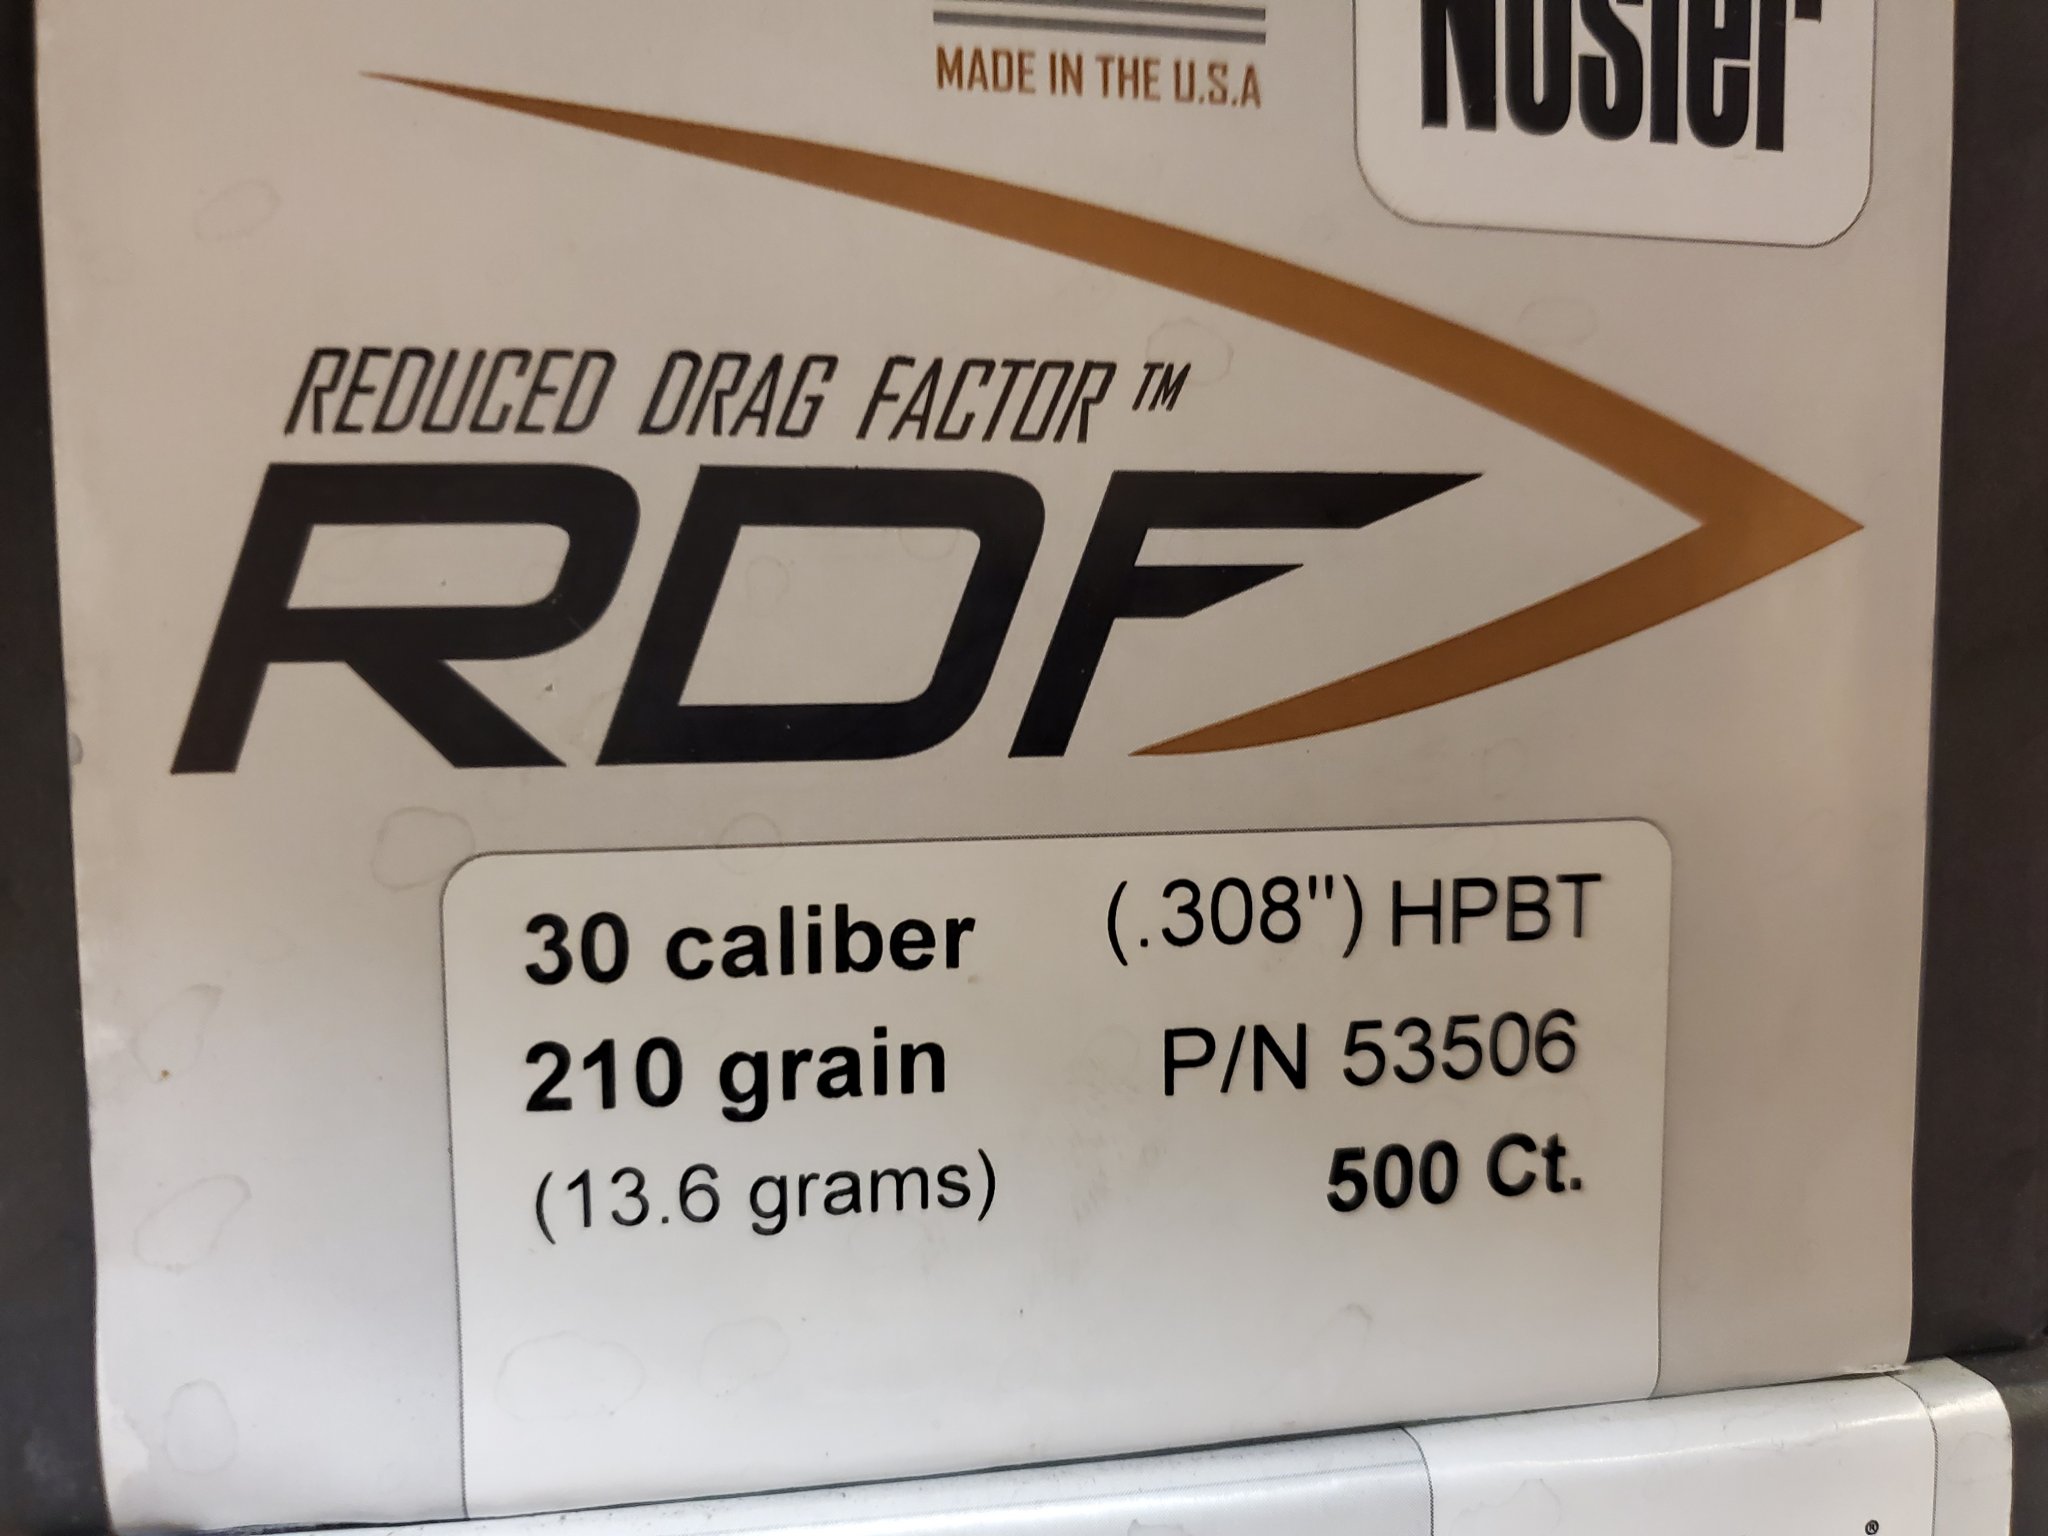 MADE IN THE U.S.A
Nosler
REDUCED DRAG FACTOR™
RDF
30 caliber (.308") HPBT
210 grain P/N 53506
(13.6 grams) 500 Ct.
®